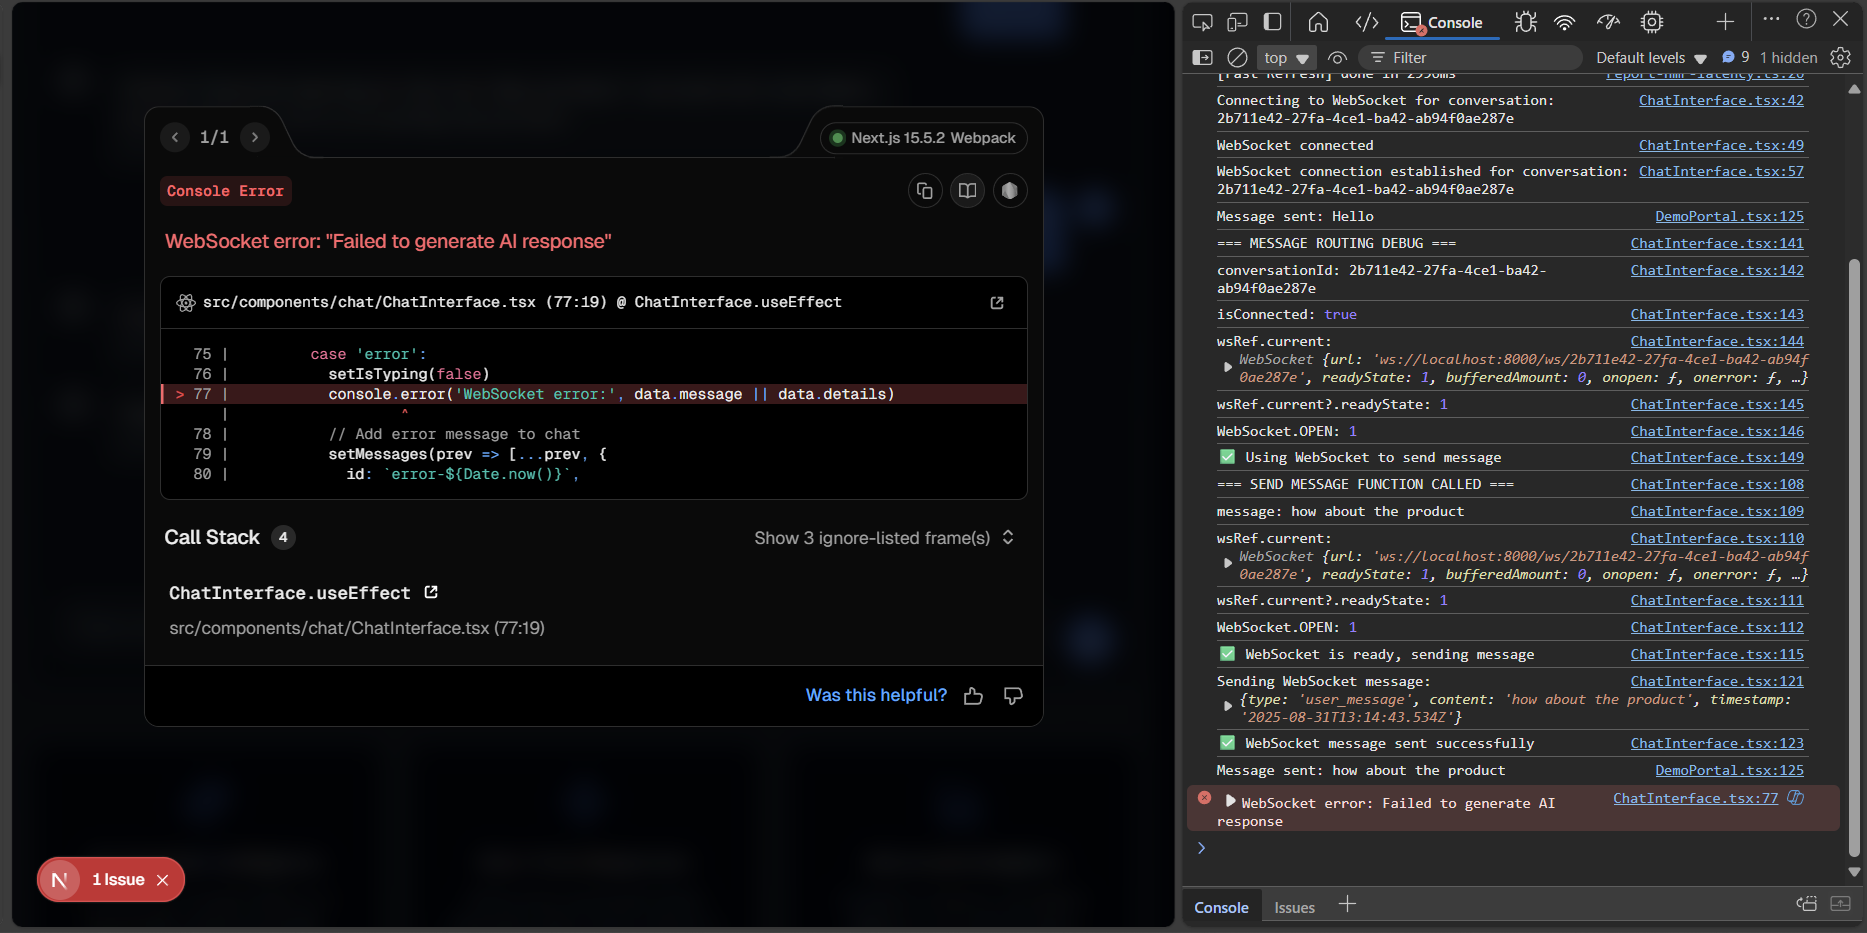 1/1
Next.js 15.5.2 Webpack
Console Error
WebSocket error: "Failed to generate AI response"
src/components/chat/ChatInterface.tsx (77:19) @ ChatInterface.useEffect
75 |         case 'error':
76 |           setIsTyping(false)
> 77 |           console.error('WebSocket error:', data.message || data.details)
|                   ^
78 |           // Add error message to chat
79 |           setMessages(prev => [...prev, {
80 |             id: `error-${Date.now()}`,
Call Stack 4
Show 3 ignore-listed frame(s)
ChatInterface.useEffect
src/components/chat/ChatInterface.tsx (77:19)
Was this helpful?
N 1 Issue
Console
top Filter Default levels 9 1 hidden
[Fast Refresh] done in 2996ms report-hmr-latency.ts:26
Connecting to WebSocket for conversation: ChatInterface.tsx:42
2b711e42-27fa-4ce1-ba42-ab94f0ae287e
WebSocket connected ChatInterface.tsx:49
WebSocket connection established for conversation: ChatInterface.tsx:57
2b711e42-27fa-4ce1-ba42-ab94f0ae287e
Message sent: Hello DemoPortal.tsx:125
=== MESSAGE ROUTING DEBUG === ChatInterface.tsx:141
conversationId: 2b711e42-27fa-4ce1-ba42- ChatInterface.tsx:142
ab94f0ae287e
isConnected: true ChatInterface.tsx:143
wsRef.current: ChatInterface.tsx:144
WebSocket {url: 'ws://localhost:8000/ws/2b711e42-27fa-4ce1-ba42-ab94f
0ae287e', readyState: 1, bufferedAmount: 0, onopen: ƒ, onerror: ƒ, …}
wsRef.current?.readyState: 1 ChatInterface.tsx:145
WebSocket.OPEN: 1 ChatInterface.tsx:146
✅ Using WebSocket to send message ChatInterface.tsx:149
=== SEND MESSAGE FUNCTION CALLED === ChatInterface.tsx:108
message: how about the product ChatInterface.tsx:109
wsRef.current: ChatInterface.tsx:110
WebSocket {url: 'ws://localhost:8000/ws/2b711e42-27fa-4ce1-ba42-ab94f
0ae287e', readyState: 1, bufferedAmount: 0, onopen: ƒ, onerror: ƒ, …}
wsRef.current?.readyState: 1 ChatInterface.tsx:111
WebSocket.OPEN: 1 ChatInterface.tsx:112
✅ WebSocket is ready, sending message ChatInterface.tsx:115
Sending WebSocket message: ChatInterface.tsx:121
{type: 'user_message', content: 'how about the product', timestamp:
'2025-08-31T13:14:43.534Z'}
✅ WebSocket message sent successfully ChatInterface.tsx:123
Message sent: how about the product DemoPortal.tsx:125
WebSocket error: Failed to generate AI ChatInterface.tsx:77
response
Console Issues